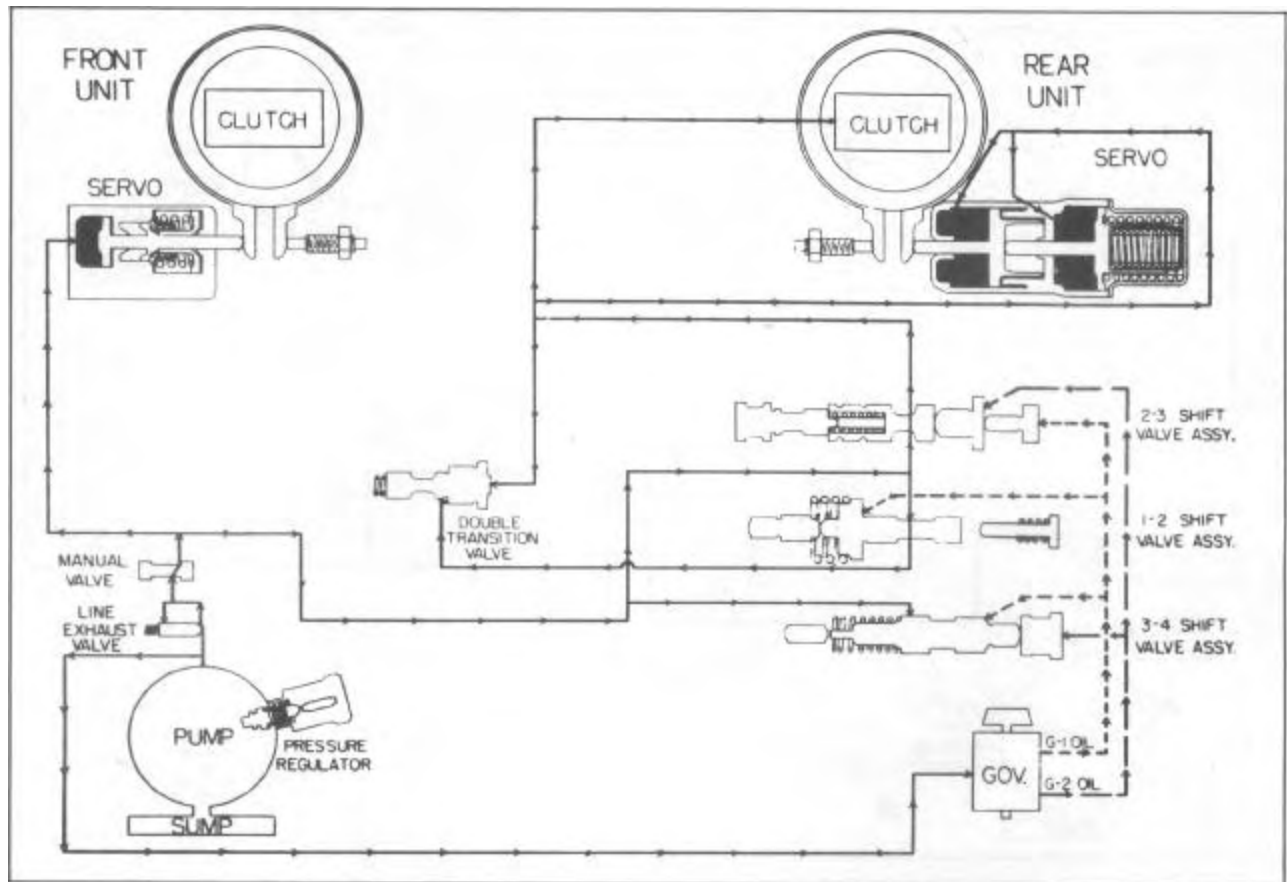 FRONT
UNIT
CLUTCH
SERVO
REAR
UNIT
CLUTCH
SERVO
2-3 SHIFT
VALVE ASSY.
DOUBLE
TRANSITION
VALVE
1-2 SHIFT
VALVE ASSY.
MANUAL
VALVE
LINE
EXHAUST
VALVE
3-4 SHIFT
VALVE ASSY.
PUMP
PRESSURE
REGULATOR
SUMP
GOV.
G-1 OIL
G-2 OIL